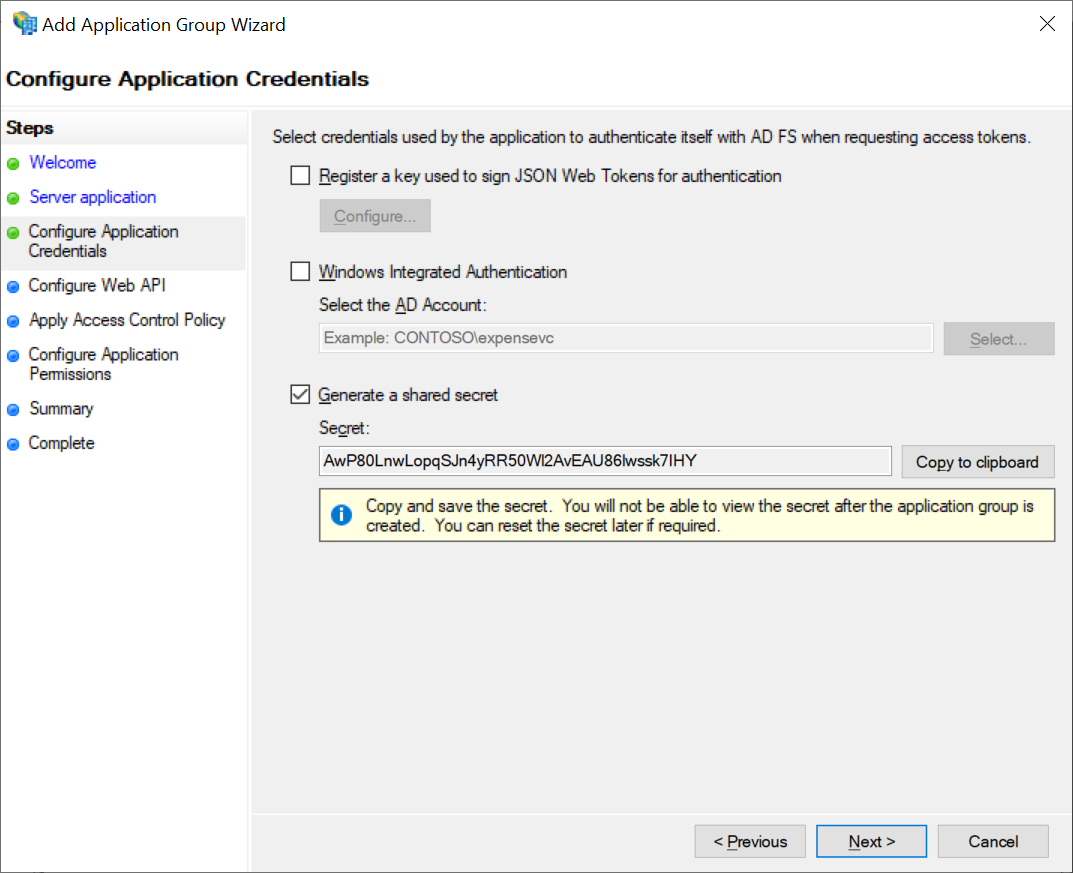 Add Application Group Wizard
Configure Application Credentials
Steps
Welcome
Server application
Configure Application
Credentials
Configure Web API
Apply Access Control Policy
Configure Application
Permissions
Summary
Complete
Select credentials used by the application to authenticate itself with AD FS when requesting access tokens.
Register a key used to sign JSON Web Tokens for authentication
Configure...
Windows Integrated Authentication
Select the AD Account:
Example: CONTOSO\expensevc
Select...
Generate a shared secret
Secret:
AwP80LnwLopqSJn4yRR50Wl2AvEAU86lwssk7IHY
Copy to clipboard
Copy and save the secret.  You will not be able to view the secret after the application group is
created.  You can reset the secret later if required.
< Previous
Next >
Cancel